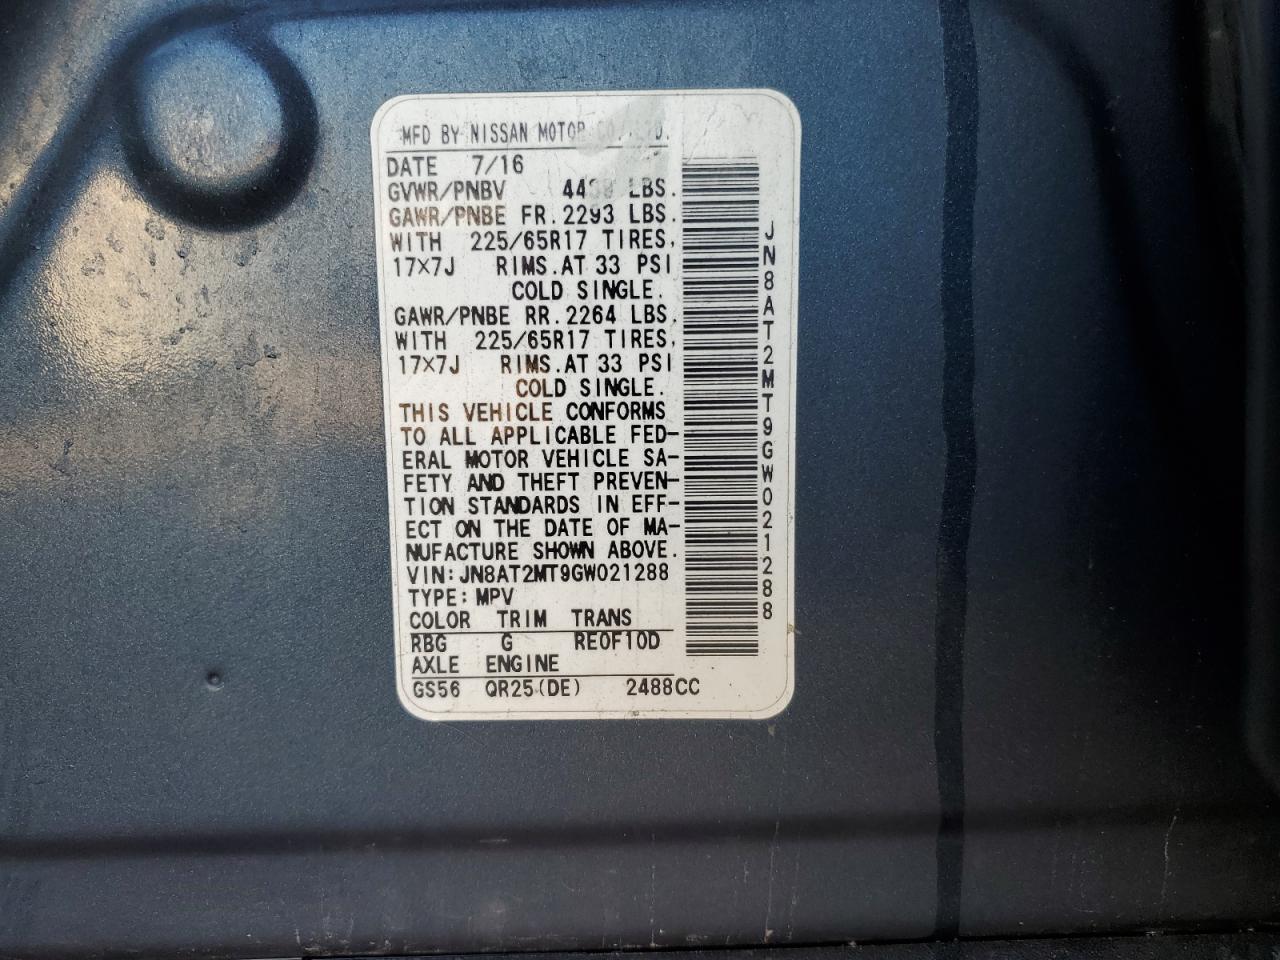 MFD BY NISSAN MOTOR CO., LTD.
DATE 7/16
GVWR/PNBV LBS.
GAWR/PNBE FR. 2293 LBS.
WITH 225/65R17 TIRES,
17×7J RIMS. AT 33 PSI
COLD SINGLE.
GAWR/PNBE RR. 2264 LBS.
WITH 225/65R17 TIRES,
17×7J RIMS. AT 33 PSI
COLD SINGLE.
THIS VEHICLE CONFORMS
TO ALL APPLICABLE FED-
ERAL MOTOR VEHICLE SA-
FETY AND THEFT PREVEN-
TION STANDARDS IN EFF-
ECT ON THE DATE OF MA-
NUFACTURE SHOWN ABOVE.
VIN: JN8AT2MT9GW021288
TYPE: MPV
COLOR TRIM TRANS
RBG G RE0F10D
AXLE ENGINE
GS56 QR25(DE) 2488CC
JN8AT2MT9GW021288